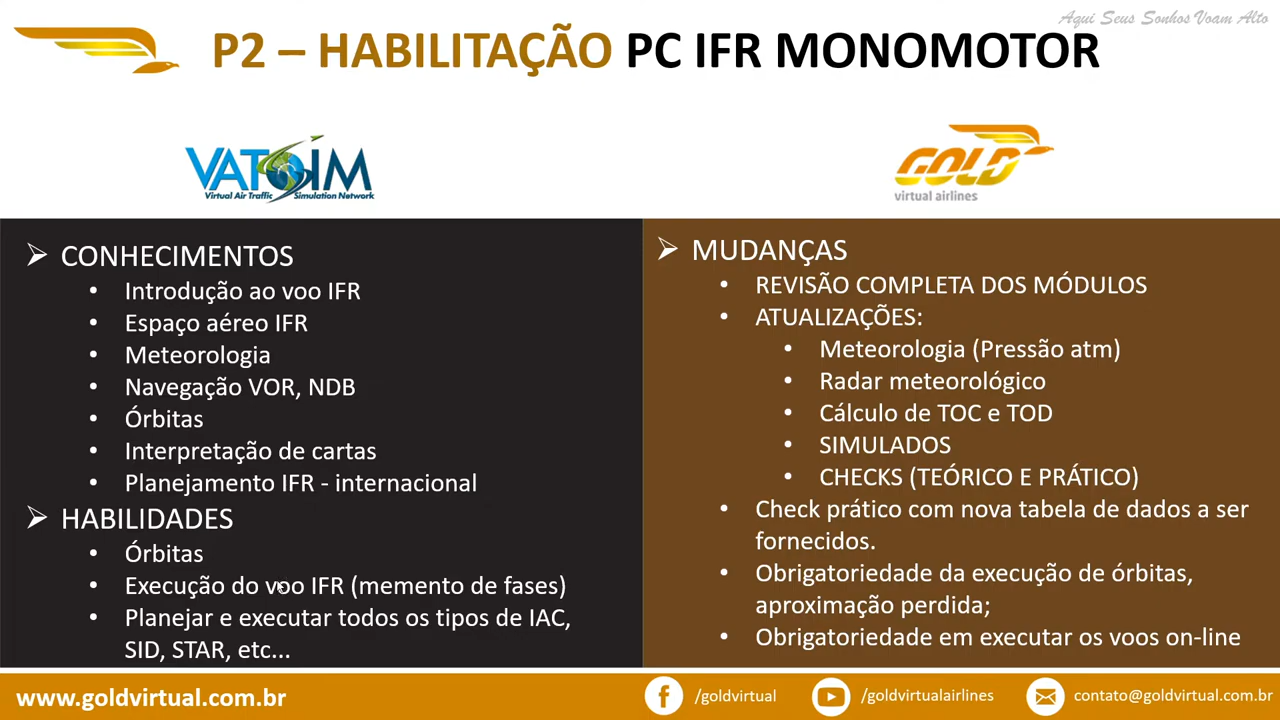 Aqui Seus Sonhos Voam Alto
P2 – HABILITAÇÃO PC IFR MONOMOTOR
VATSIM
Virtual Air Traffic Simulation Network
GOLD
virtual airlines
➢ CONHECIMENTOS
• Introdução ao voo IFR
• Espaço aéreo IFR
• Meteorologia
• Navegação VOR, NDB
• Órbitas
• Interpretação de cartas
• Planejamento IFR - internacional
➢ HABILIDADES
• Órbitas
• Execução do voo IFR (memento de fases)
• Planejar e executar todos os tipos de IAC,
SID, STAR, etc...
➢ MUDANÇAS
• REVISÃO COMPLETA DOS MÓDULOS
• ATUALIZAÇÕES:
• Meteorologia (Pressão atm)
• Radar meteorológico
• Cálculo de TOC e TOD
• SIMULADOS
• CHECKS (TEÓRICO E PRÁTICO)
• Check prático com nova tabela de dados a ser
fornecidos.
• Obrigatoriedade da execução de órbitas,
aproximação perdida;
• Obrigatoriedade em executar os voos on-line
www.goldvirtual.com.br
/goldvirtual
/goldvirtualairlines
contato@goldvirtual.com.br